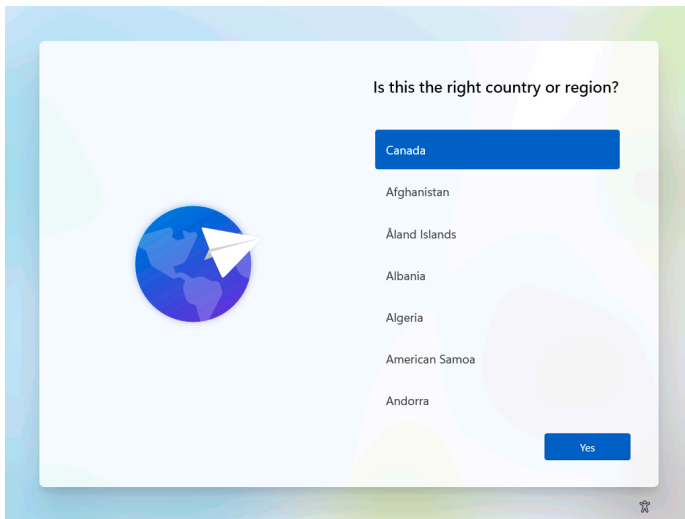 Is this the right country or region?
Canada
Afghanistan
Åland Islands
Albania
Algeria
American Samoa
Andorra
Yes